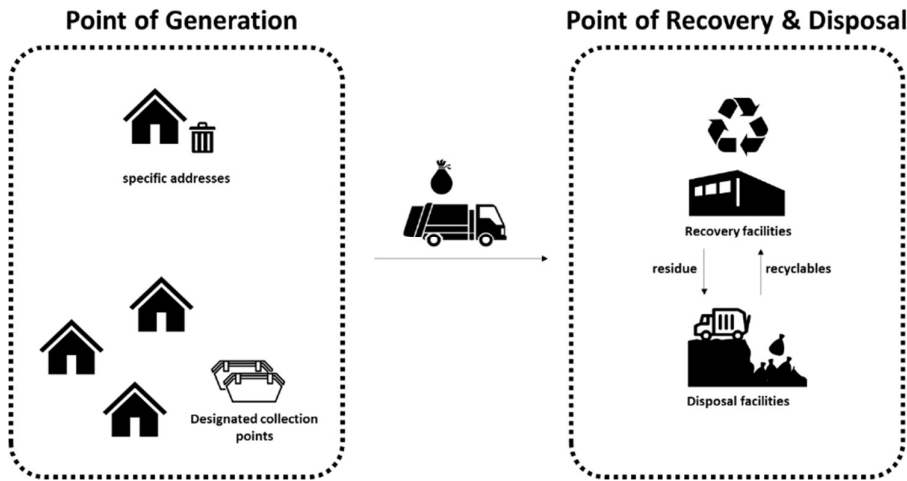 Point of Generation
Point of Recovery & Disposal
specific addresses
Designated collection
points
Recovery facilities
residue
recyclables
Disposal facilities